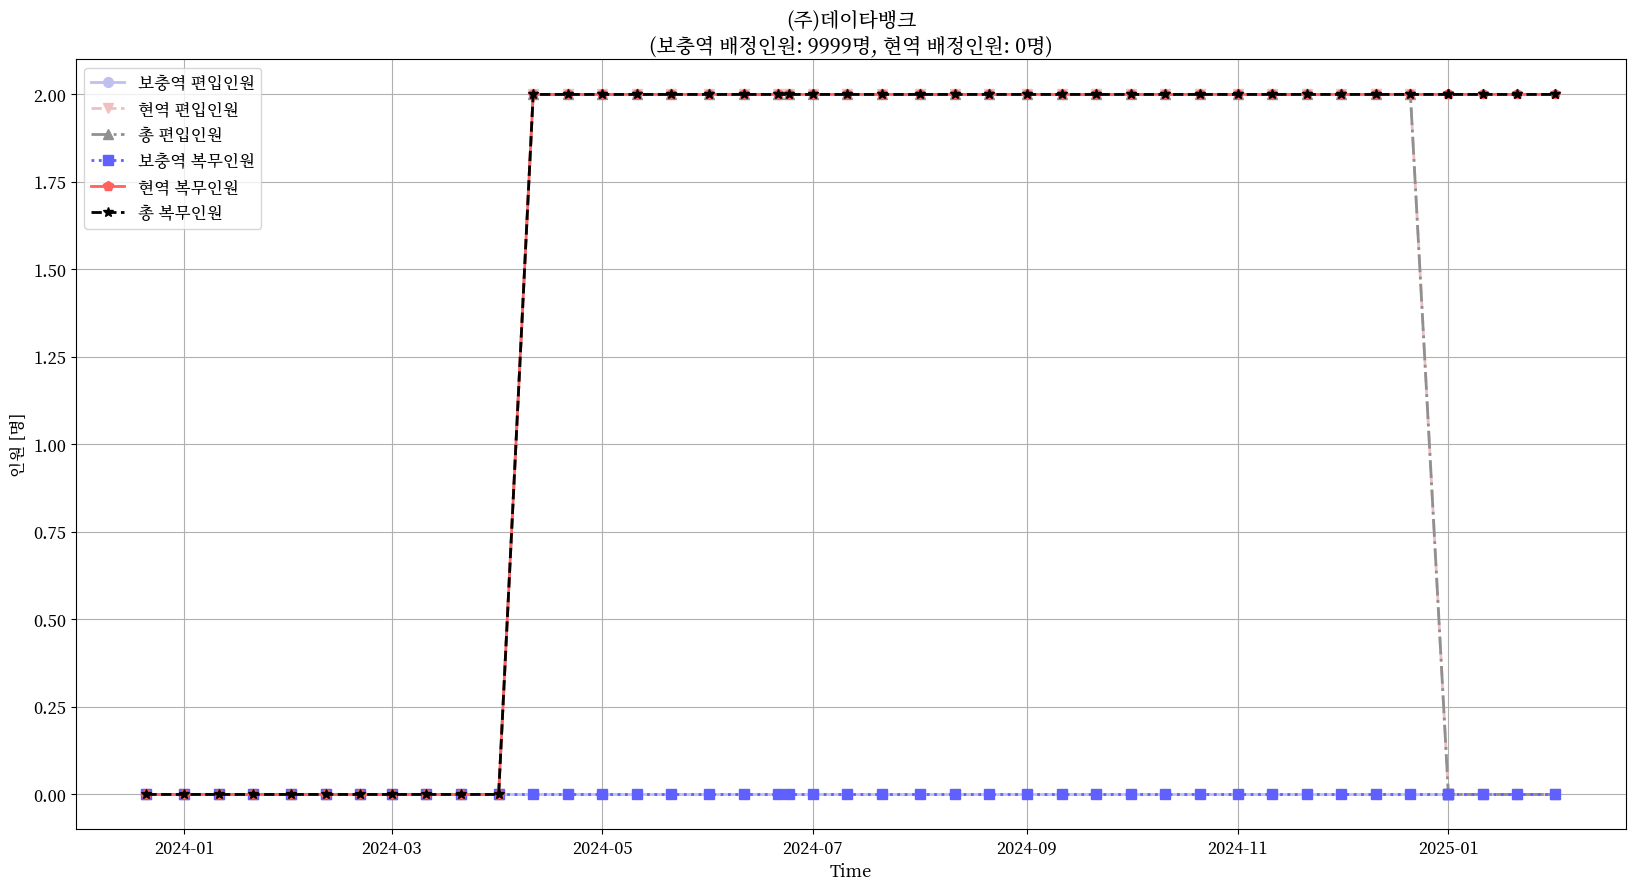 (주)데이타뱅크
(보충역 배정인원: 9999명, 현역 배정인원: 0명)
보충역 편입인원
현역 편입인원
총 편입인원
보충역 복무인원
현역 복무인원
총 복무인원
2.00
1.75
1.50
1.25
1.00
0.75
0.50
0.25
0.00
인원 [명]
2024-01
2024-03
2024-05
2024-07
2024-09
2024-11
2025-01
Time